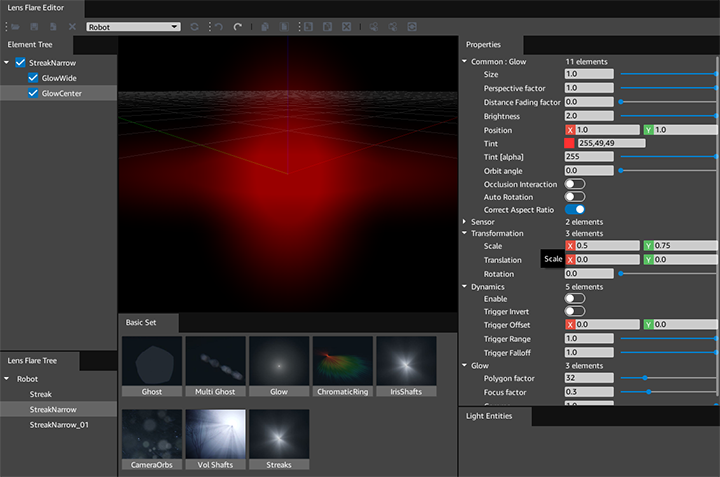 Lens Flare Editor
Robot
Element Tree
StreakNarrow
GlowWide
GlowCenter
Lens Flare Tree
Robot
Streak
StreakNarrow
StreakNarrow_01
Basic Set
Ghost
Multi Ghost
Glow
ChromaticRing
IrisShafts
CameraOrbs
Vol Shafts
Streaks
Properties
Common : Glow 11 elements
Size 1.0
Perspective factor 1.0
Distance Fading factor 0.0
Brightness 2.0
Position X 1.0 Y 1.0
Tint 255,49,49
Tint [alpha] 255
Orbit angle 0.0
Occlusion Interaction
Auto Rotation
Correct Aspect Ratio
Sensor 2 elements
Transformation 3 elements
Scale X 0.5 Y 0.75
Translation Scale X 0.0 Y 0.0
Rotation 0.0
Dynamics 5 elements
Enable
Trigger Invert
Trigger Offset X 0.0 Y 0.0
Trigger Range 1.0
Trigger Falloff 1.0
Glow 3 elements
Polygon factor 32
Focus factor 0.3
Light Entities